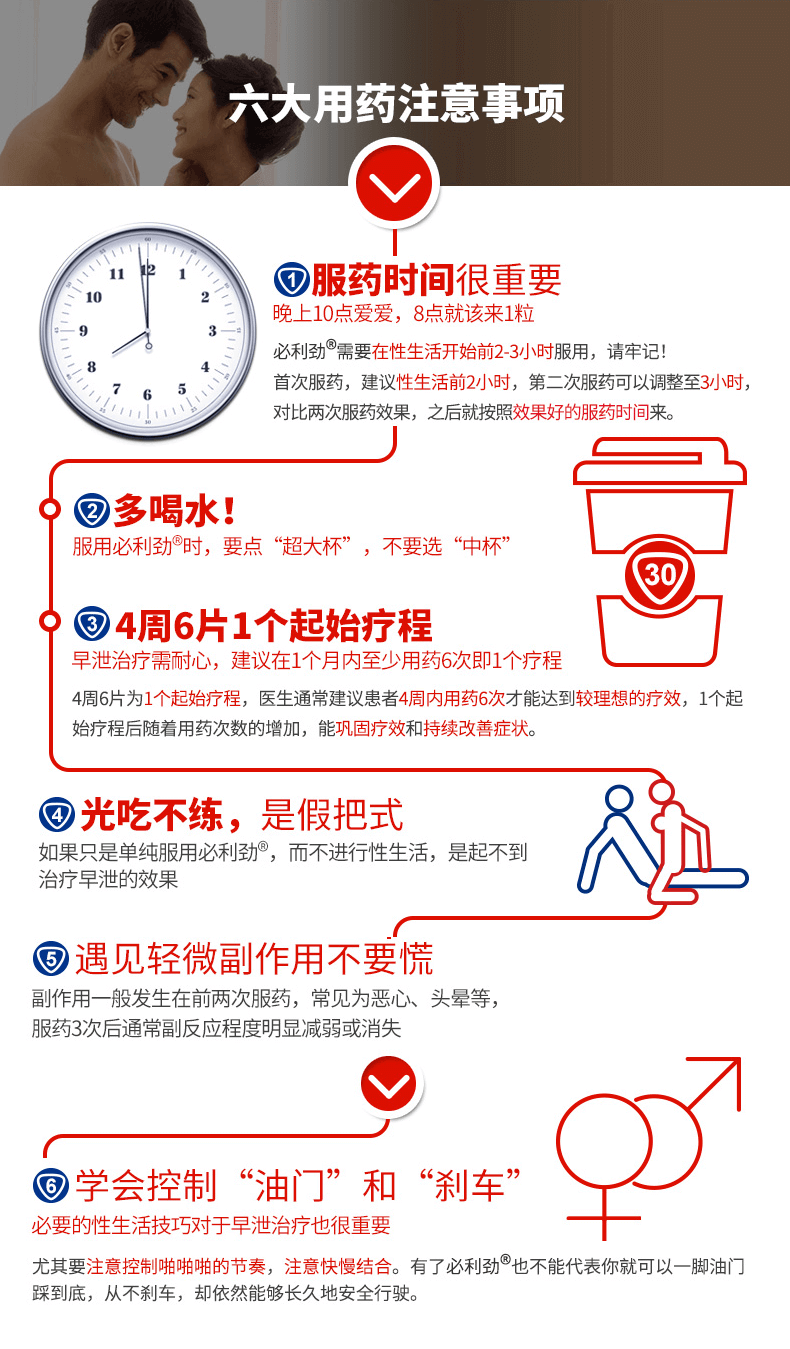 六大用药注意事项
11 12 1
10 2
9 3
8 4
7 6 5
1 服药时间很重要
晚上10点爱爱，8点就该来1粒
必利劲®需要在性生活开始前2-3小时服用，请牢记！
首次服药，建议性生活前2小时，第二次服药可以调整至3小时，
对比两次服药效果，之后就按照效果好的服药时间来。
2 多喝水！
服用必利劲®时，要点“超大杯”，不要选“中杯”
30
3 4周6片1个起始疗程
早泄治疗需耐心，建议在1个月内至少用药6次即1个疗程
4周6片为1个起始疗程，医生通常建议患者4周内用药6次才能达到较理想的疗效，1个起
始疗程后随着用药次数的增加，能巩固疗效和持续改善症状。
4 光吃不练，是假把式
如果只是单纯服用必利劲®，而不进行性生活，是起不到
治疗早泄的效果
5 遇见轻微副作用不要慌
副作用一般发生在前两次服药，常见为恶心、头晕等，
服药3次后通常副反应程度明显减弱或消失
6 学会控制“油门”和“刹车”
必要的性生活技巧对于早泄治疗也很重要
尤其要注意控制啪啪啪的节奏，注意快慢结合。有了必利劲®也不能代表你就可以一脚油门
踩到底，从不刹车，却依然能够长久地安全行驶。